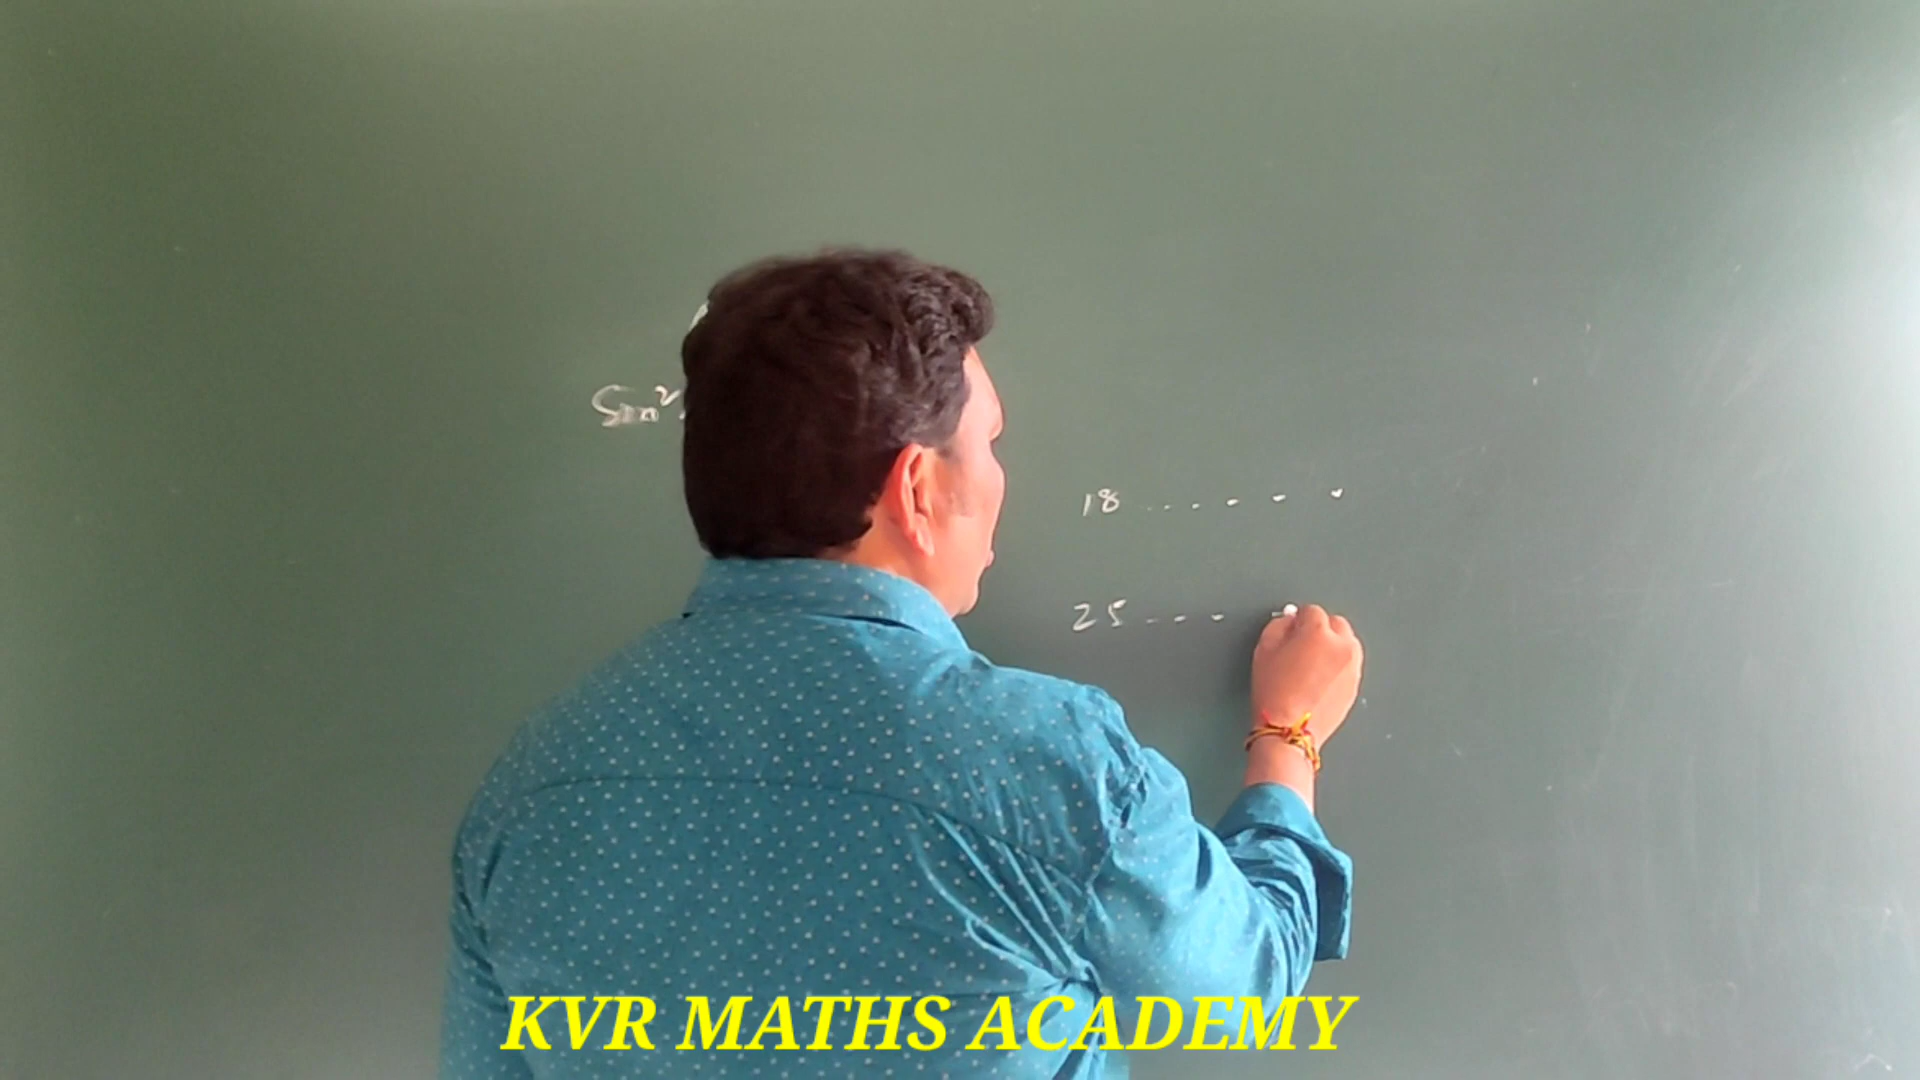 Sin²
18 ... - - .
25 - - - -
KVR MATHS ACADEMY